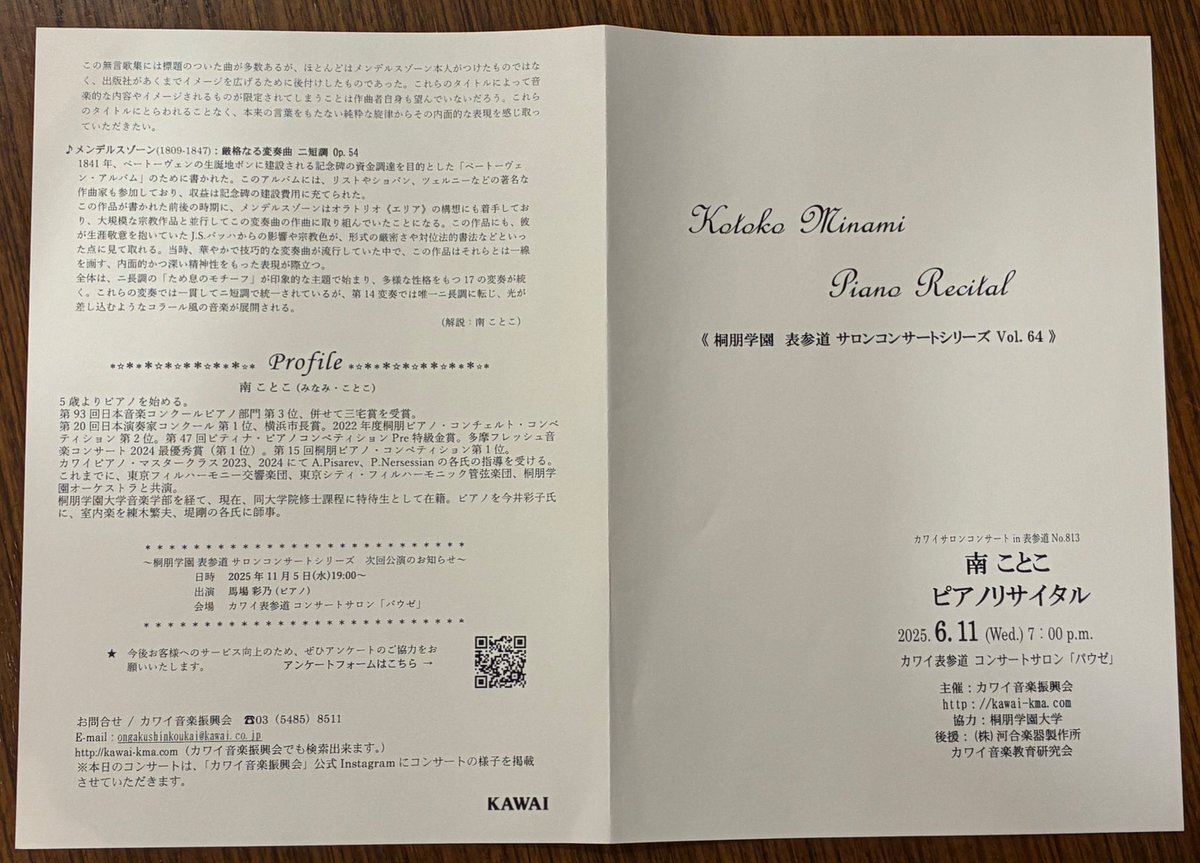 この無言歌集には標題のついた曲が多数あるが、ほとんどはメンデルスゾーン本人がつけたものではな
く、出版社があくまでイメージを広げるために後付けしたものであった。これらのタイトルによって音
楽的な内容やイメージされるものが限定されてしまうことは作曲者自身も望んでいないだろう。これら
のタイトルにとらわれることなく、本来の言葉をもたない純粋な旋律からその内面的な表現を感じ取っ
ていただきたい。
♪メンデルスゾーン(1809-1847)：厳格なる変奏曲 ニ短調 Op.54
1841 年、ベートーヴェンの生誕地ボンに建設される記念碑の資金調達を目的とした「ベートーヴェ
ン・アルバム」のために書かれた。このアルバムには、リストやショパン、ツェルニーなどの著名な
作曲家も参加しており、収益は記念碑の建設費用に充てられた。
この作品が書かれた前後の時期に、メンデルスゾーンはオラトリオ《エリア》の構想にも着手してお
り、大規模な宗教作品と並行してこの変奏曲の作曲に取り組んでいたことになる。この作品にも、彼
が生涯敬意を抱いていた J.S.バッハからの影響や宗教色が、形式の厳密さや対位法的書法などといっ
た点に見て取れる。当時、華やかで技巧的な変奏曲が流行していた中で、この作品はそれらとは一線
を画す、内面的かつ深い精神性をもった表現が際立つ。
全体は、ニ長調の「ため息のモチーフ」が印象的な主題で始まり、多様な性格をもつ 17 の変奏が続
く。これらの変奏では一貫してニ短調で統一されているが、第 14 変奏では唯一ニ長調に転じ、光が
差し込むようなコラール風の音楽が展開される。
(解説：南 ことこ)
*☆**☆*☆**☆**☆**☆*** Profile *☆**☆**☆*☆**☆**☆***☆*
南 ことこ (みなみ・ことこ)
5 歳よりピアノを始める。
第 93 回日本音楽コンクールピアノ部門 第 3 位、併せて三宅賞を受賞。
第 20 回日本演奏家コンクール 第 1 位、横浜市長賞。2022 年度桐朋ピアノ・コンチェルト・コンペ
ティション 第 2 位。第 47 回ピティナ・ピアノコンペティション Pre 特級金賞。多摩フレッシュ音
楽コンサート 2024 最優秀賞（第 1 位）。第 15 回桐朋ピアノ・コンペティション第 1 位。
カワイピアノ・マスタークラス 2023、2024 にて A.Pisarev、P.Nersessian の各氏の指導を受ける。
これまでに、東京フィルハーモニー交響楽団、東京シティ・フィルハーモニック管弦楽団、桐朋学
園オーケストラと共演。
桐朋学園大学音楽学部を経て、現在、同大学院修士課程に特待生として在籍。ピアノを今井彩子氏
に、室内楽を練木繁夫、堤剛の各氏に師事。
* * * * * * * * * * * * * * * * * * * * * * * * * * *
～桐朋学園 表参道 サロンコンサートシリーズ 次回公演のお知らせ～
日時 2025 年 11 月 5 日(水)19:00～
出演 馬場 彩乃 (ピアノ)
会場 カワイ表参道 コンサートサロン「パウゼ」
* * * * * * * * * * * * * * * * * * * * * * * * * * *
★ 今後お客様へのサービス向上のため、ぜひアンケートのご協力をお
願いいたします。 アンケートフォームはこちら →
お問合せ / カワイ音楽振興会 ☎03（5485）8511
E-mail：ongakushinkoukai@kawai.co.jp
http://kawai-kma.com（カワイ音楽振興会でも検索出来ます。）
※本日のコンサートは、「カワイ音楽振興会」公式 Instagram にコンサートの様子を掲載
させていただきます。
KAWAI
Kotoko Minami
Piano Recital
《 桐朋学園 表参道 サロンコンサートシリーズ Vol. 64 》
カワイサロンコンサート in 表参道 No.813
南 ことこ
ピアノリサイタル
2025. 6.11 (Wed.) 7：00 p.m.
カワイ表参道 コンサートサロン「パウゼ」
主催：カワイ音楽振興会
http：//kawai-kma.com
協力：桐朋学園大学
後援：(株)河合楽器製作所
カワイ音楽教育研究会